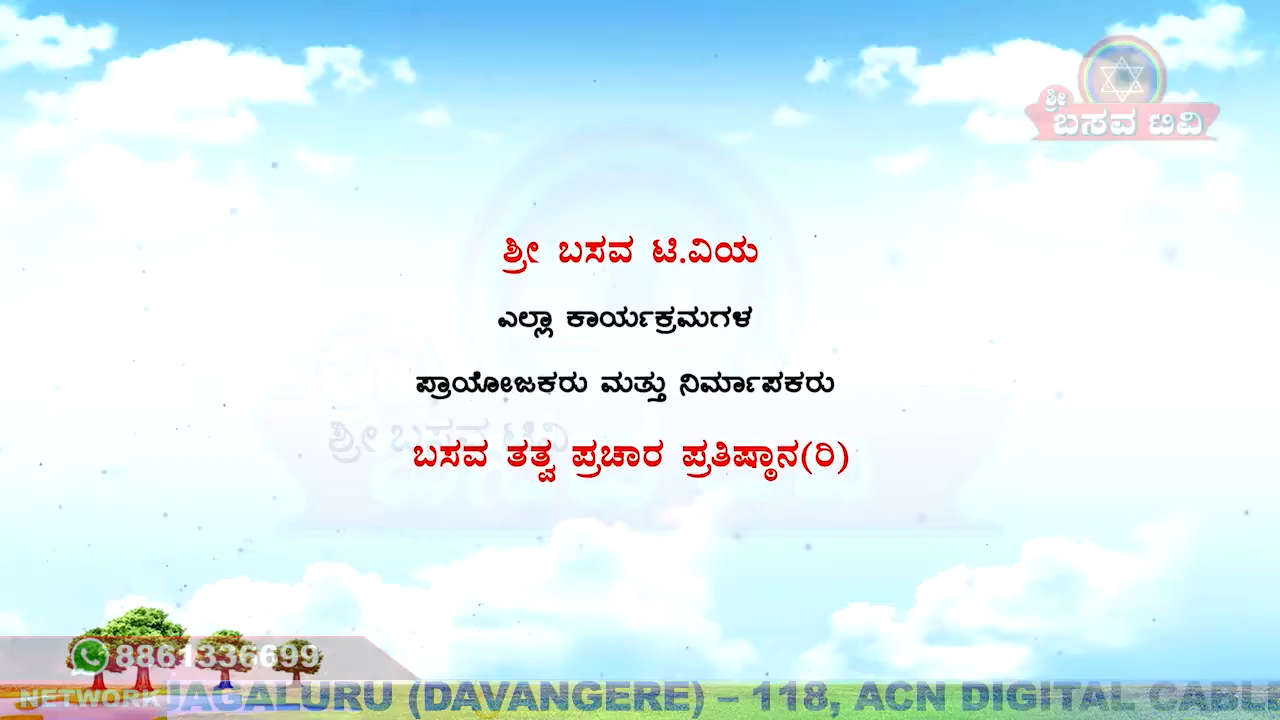 ಶ್ರೀ
ಬಸವ ಟಿವಿ
ಶ್ರೀ ಬಸವ ಟಿ.ವಿಯ
ಎಲ್ಲಾ ಕಾರ್ಯಕ್ರಮಗಳ
ಪ್ರಾಯೋಜಕರು ಮತ್ತು ನಿರ್ಮಾಪಕರು
ಶ್ರೀ ಬಸವ ಟಿವಿ
ಬಸವ ತತ್ವ ಪ್ರಚಾರ ಪ್ರತಿಷ್ಠಾನ(ರಿ)
8861336699
NETWORK JAGALURU (DAVANGERE) – 118, ACN DIGITAL CABLE